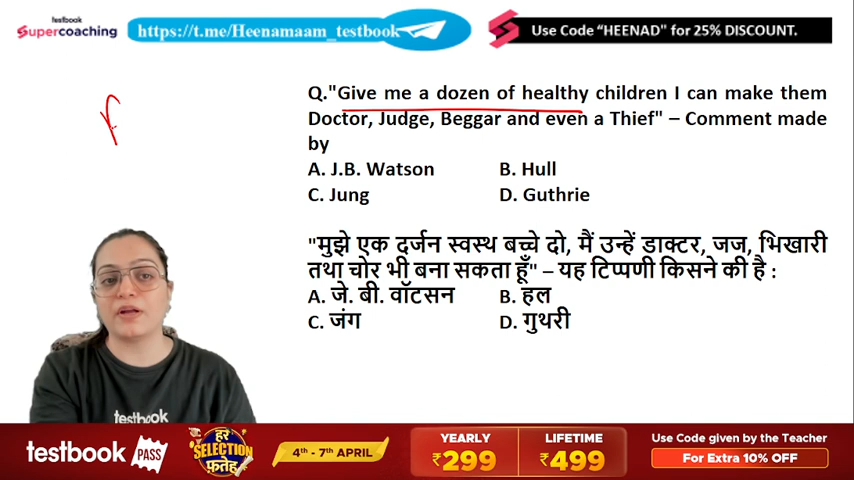 testbook
Supercoaching
https://t.me/Heenamaam_testbook
Use Code “HEENAD" for 25% DISCOUNT.
Q."Give me a dozen of healthy children I can make them
Doctor, Judge, Beggar and even a Thief" – Comment made
by
A. J.B. Watson B. Hull
C. Jung D. Guthrie
"मुझे एक दर्जन स्वस्थ बच्चे दो, मैं उन्हें डाक्टर, जज, भिखारी
तथा चोर भी बना सकता हूँ" – यह टिप्पणी किसने की है :
A. जे. बी. वॉटसन B. हल
C. जंग D. गुथरी
testbook
testbook PASS
हर
SELECTION
फतेह
4th - 7th APRIL
YEARLY
₹299
LIFETIME
₹499
Use Code given by the Teacher
For Extra 10% OFF